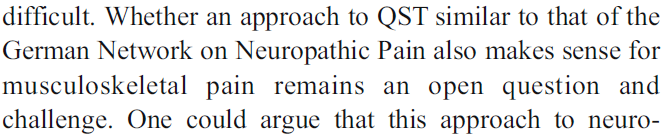 difficult. Whether an approach to QST similar to that of the
German Network on Neuropathic Pain also makes sense for
musculoskeletal pain remains an open question and
challenge. One could argue that this approach to neuro-